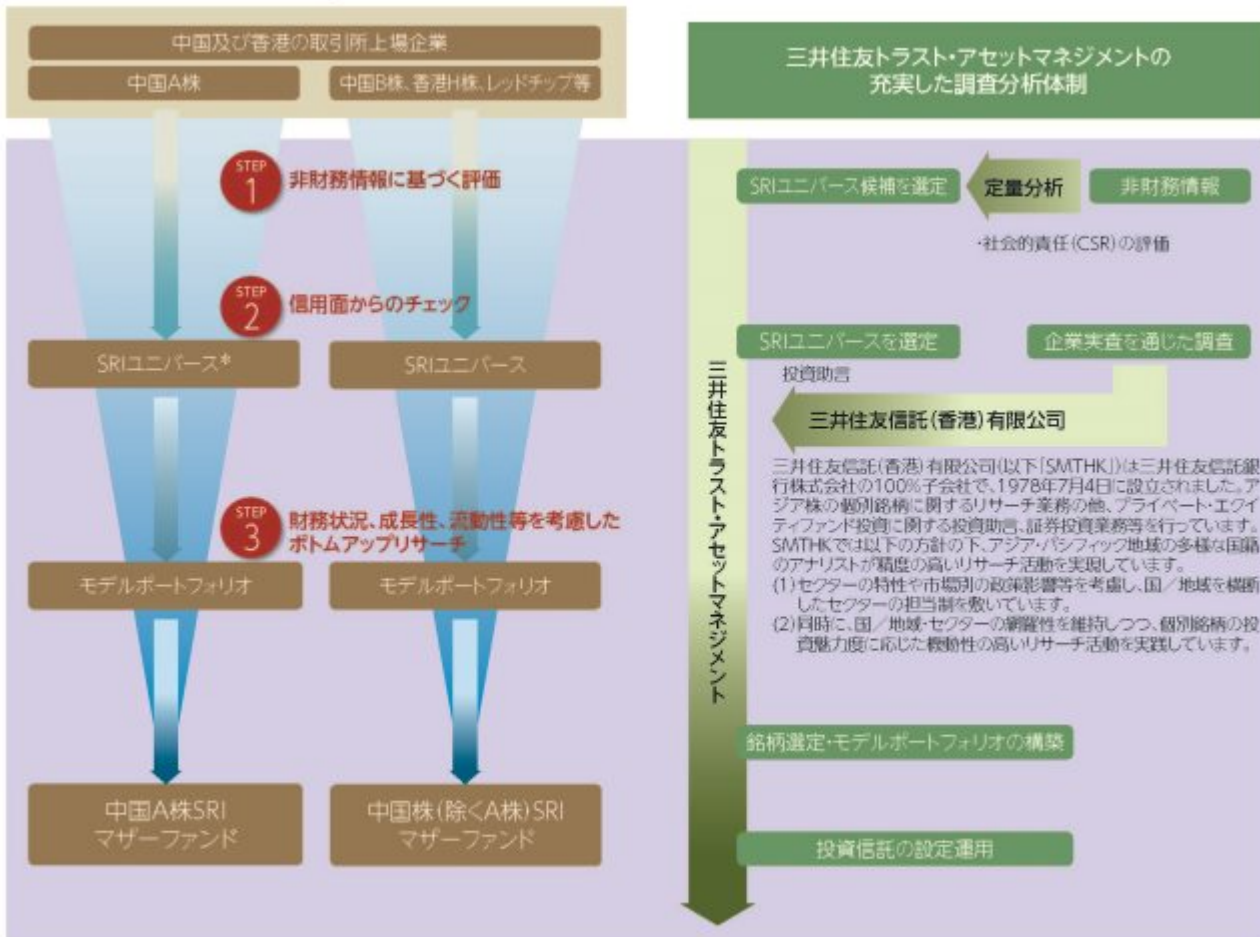 中国及び香港の取引所上場企業
中国A株
中国B株、香港H株、レッドチップ等
STEP
1
非財務情報に基づく評価
STEP
2
信用面からのチェック
SRIユニバース*
SRIユニバース
STEP
3
財務状況、成長性、流動性等を考慮した
ボトムアップリサーチ
モデルポートフォリオ
モデルポートフォリオ
中国A株SRI
マザーファンド
中国株(除くA株)SRI
マザーファンド
三井住友トラスト・アセットマネジメントの
充実した調査分析体制
三井住友トラスト・アセットマネジメント
SRIユニバース候補を選定
定量分析
非財務情報
・社会的責任(CSR)の評価
SRIユニバースを選定
企業実査を通じた調査
投資助言
三井住友信託(香港)有限公司
三井住友信託(香港)有限公司(以下「SMTHK」)は三井住友信託銀
行株式会社の100%子会社で、1978年7月4日に設立されました。ア
ジア株の個別銘柄に関するリサーチ業務の他、プライベート・エクイ
ティファンド投資に関する投資助言、証券投資業務等を行っています。
SMTHKでは以下の方針の下、アジア・パシフィック地域の多様な国籍
のアナリストが精度の高いリサーチ活動を実現しています。
(1)セクターの特性や市場別の政策影響等を考慮し、国／地域を横断
したセクターの担当制を敷いています。
(2)同時に、国／地域・セクターの網羅性を維持しつつ、個別銘柄の投
資魅力度に応じた機動性の高いリサーチ活動を実践しています。
銘柄選定・モデルポートフォリオの構築
投資信託の設定運用